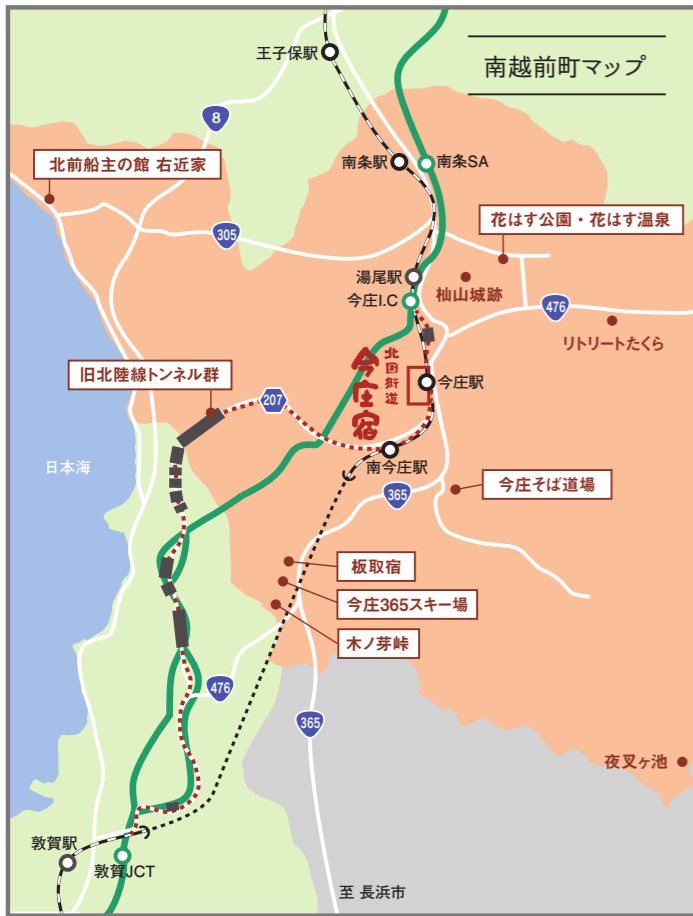 南越前町マップ
王子保駅
8
南条駅
南条SA
北前船主の館 右近家
花はす公園・花はす温泉
305
湯尾駅
杣山城跡
今庄I.C
476
リトリートたくら
北国街道
今庄宿
旧北陸線トンネル群
207
今庄駅
日本海
南今庄駅
365
今庄そば道場
板取宿
今庄365スキー場
木ノ芽峠
476
365
夜叉ヶ池
敦賀駅
敦賀JCT
至 長浜市